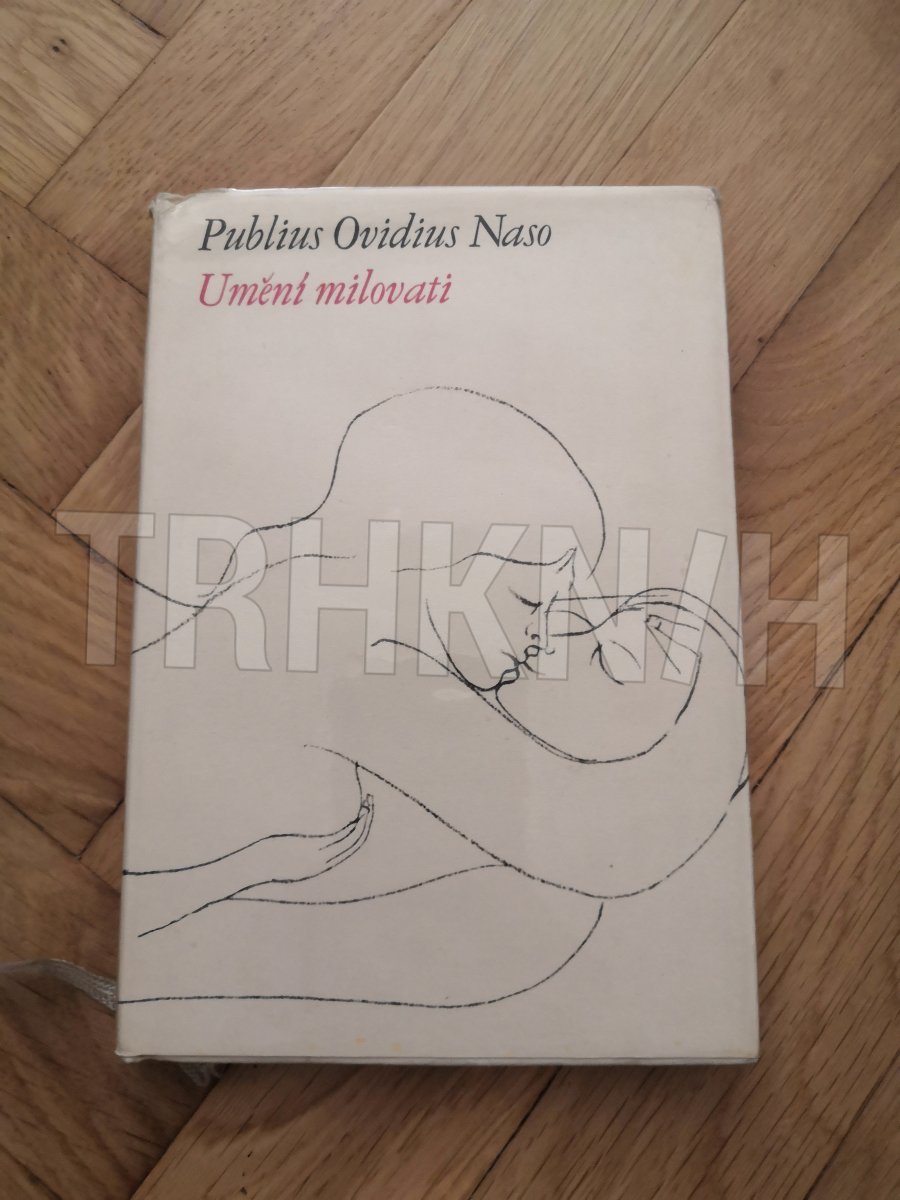 Publius Ovidius Naso
Umění milovati
TRHKNIH